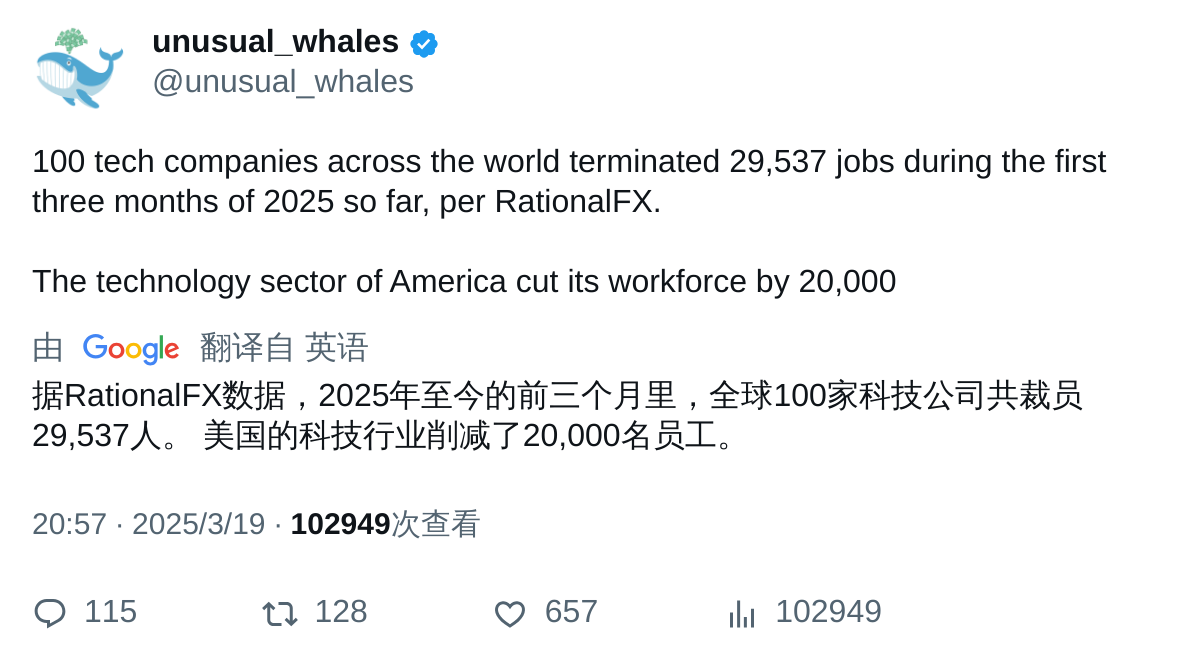 unusual_whales
@unusual_whales
100 tech companies across the world terminated 29,537 jobs during the first
three months of 2025 so far, per RationalFX.
The technology sector of America cut its workforce by 20,000
由 Google 翻译自 英语
据RationalFX数据，2025年至今的前三个月里，全球100家科技公司共裁员
29,537人。 美国的科技行业削减了20,000名员工。
20:57 · 2025/3/19 · 102949次查看
115 128 657 102949